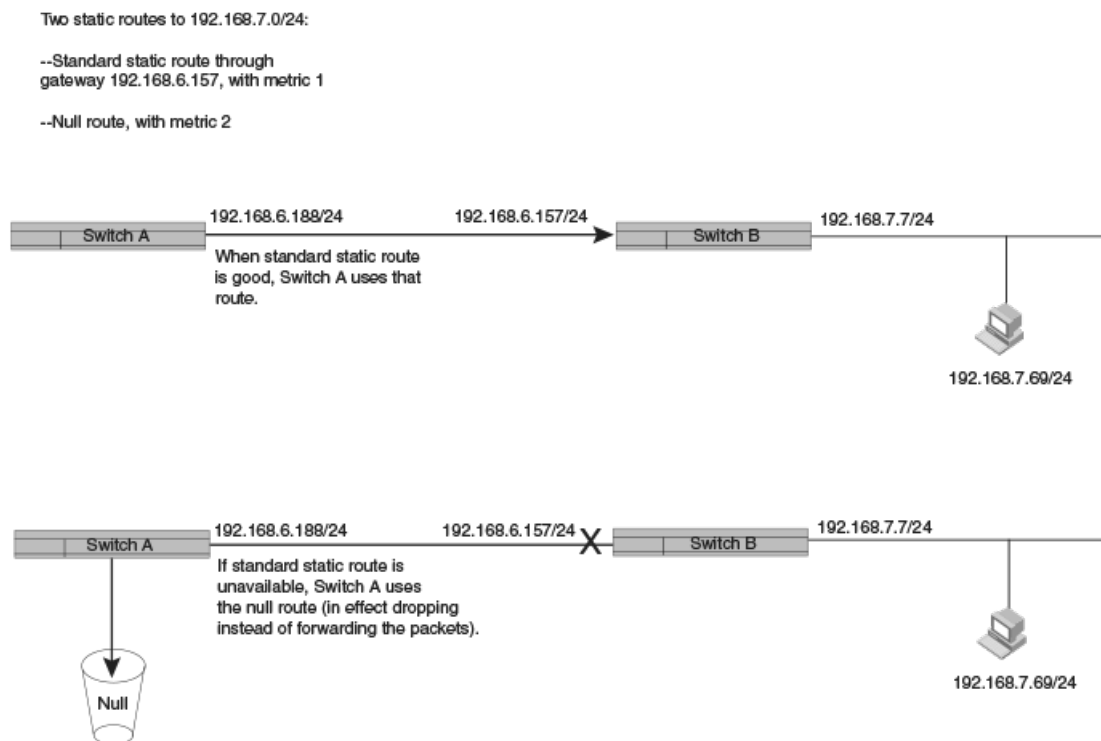 Two static routes to 192.168.7.0/24:
--Standard static route through
gateway 192.168.6.157, with metric 1
--Null route, with metric 2
192.168.6.188/24
192.168.6.157/24
192.168.7.7/24
Switch A
Switch B
When standard static route
is good, Switch A uses that
route.
192.168.7.69/24
192.168.6.188/24
192.168.6.157/24
192.168.7.7/24
Switch A
X
Switch B
If standard static route is
unavailable, Switch A uses
the null route (in effect dropping
instead of forwarding the packets).
192.168.7.69/24
Null